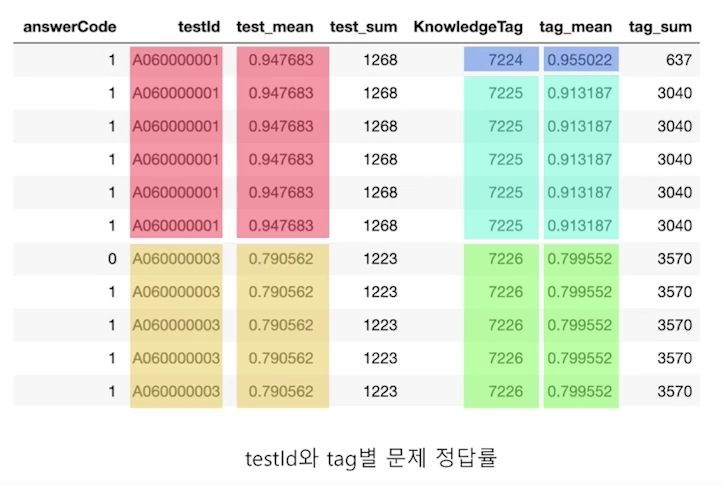 answerCode testId test_mean test_sum KnowledgeTag tag_mean tag_sum
1 A060000001 0.947683 1268 7224 0.955022 637
1 A060000001 0.947683 1268 7225 0.913187 3040
1 A060000001 0.947683 1268 7225 0.913187 3040
1 A060000001 0.947683 1268 7225 0.913187 3040
1 A060000001 0.947683 1268 7225 0.913187 3040
1 A060000001 0.947683 1268 7225 0.913187 3040
0 A060000003 0.790562 1223 7226 0.799552 3570
1 A060000003 0.790562 1223 7226 0.799552 3570
1 A060000003 0.790562 1223 7226 0.799552 3570
1 A060000003 0.790562 1223 7226 0.799552 3570
1 A060000003 0.790562 1223 7226 0.799552 3570
testId와 tag별 문제 정답률